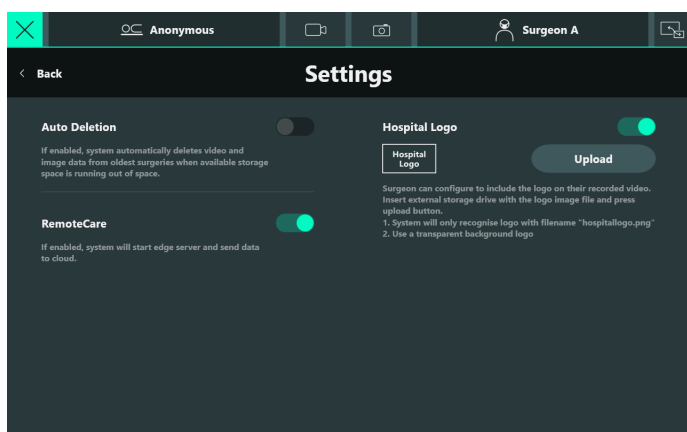 Anonymous
Surgeon A
< Back
Settings
Auto Deletion
If enabled, system automatically deletes video and
image data from oldest surgeries when available storage
space is running out of space.
RemoteCare
If enabled, system will start edge server and send data
to cloud.
Hospital Logo
Hospital
Logo
Upload
Surgeon can configure to include the logo on their recorded video.
Insert external storage drive with the logo image file and press
upload button.
1. System will only recognise logo with filename "hospitallogo.png"
2. Use a transparent background logo